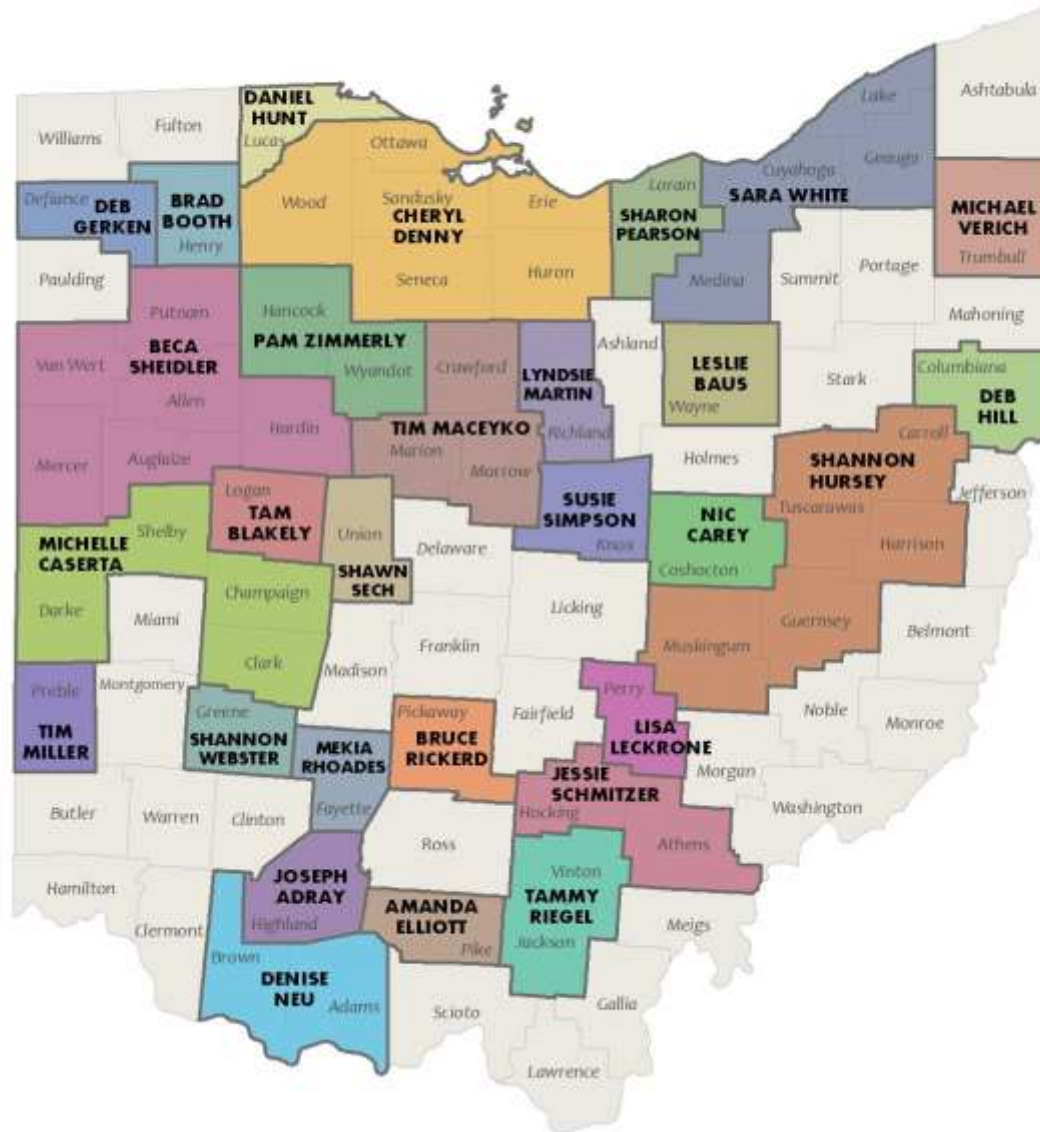 Ashtabula
Lake
DANIEL
HUNT
Lucas
Williams
Fulton
Ottawa
Geauga
Cuyahoga
SARA WHITE
Lorain
SHARON
PEARSON
Defiance
DEB
GERKEN
BRAD
BOOTH
Henry
Wood
Sandusky
CHERYL
DENNY
Erie
MICHAEL
VERICH
Trumbull
Paulding
Seneca
Huron
Medina
Summit
Portage
Putnam
Hancock
Mahoning
BECA
SHEIDLER
PAM ZIMMERLY
Ashland
Van Wert
Wyandot
Crawford
LYNDSIE
MARTIN
LESLIE
BAUS
Wayne
Stark
Columbiana
DEB
HILL
Allen
Hardin
TIM MACEYKO
Marion
Richland
Carroll
Mercer
Auglaize
Morrow
Holmes
SHANNON
HURSEY
Logan
TAM
BLAKELY
SUSIE
SIMPSON
Knox
NIC
CAREY
Coshocton
Tuscarawas
Jefferson
Shelby
MICHELLE
CASERTA
Union
SHAWN
SECH
Delaware
Harrison
Darke
Miami
Champaign
Licking
Guernsey
Belmont
Clark
Madison
Franklin
Muskingum
Preble
TIM
MILLER
Montgomery
Greene
SHANNON
WEBSTER
MEKIA
RHOADES
Fayette
Pickaway
BRUCE
RICKERD
Fairfield
Perry
LISA
LECKRONE
Noble
Monroe
Morgan
JESSIE
SCHMITZER
Hocking
Washington
Butler
Warren
Clinton
Ross
Athens
Hamilton
JOSEPH
ADRAY
Highland
Vinton
TAMMY
RIEGEL
Jackson
AMANDA
ELLIOTT
Pike
Meigs
Clermont
Brown
DENISE
NEU
Adams
Scioto
Gallia
Lawrence